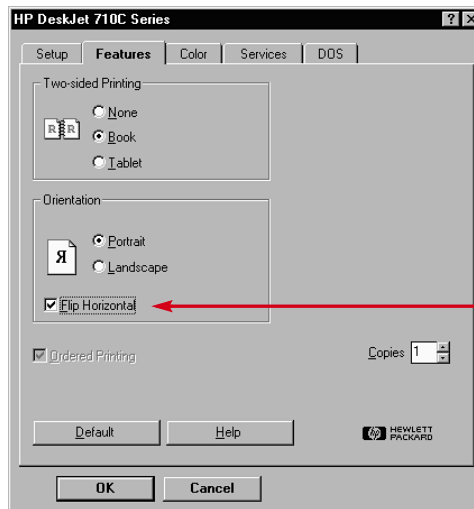 HP DeskJet 710C Series
Setup Features Color Services DOS
Two-sided Printing
None
R R
Book
Tablet
Orientation
Portrait
Я
Landscape
Flip Horizontal
Ordered Printing
Copies 1
Default Help
hp HEWLETT
PACKARD
OK Cancel